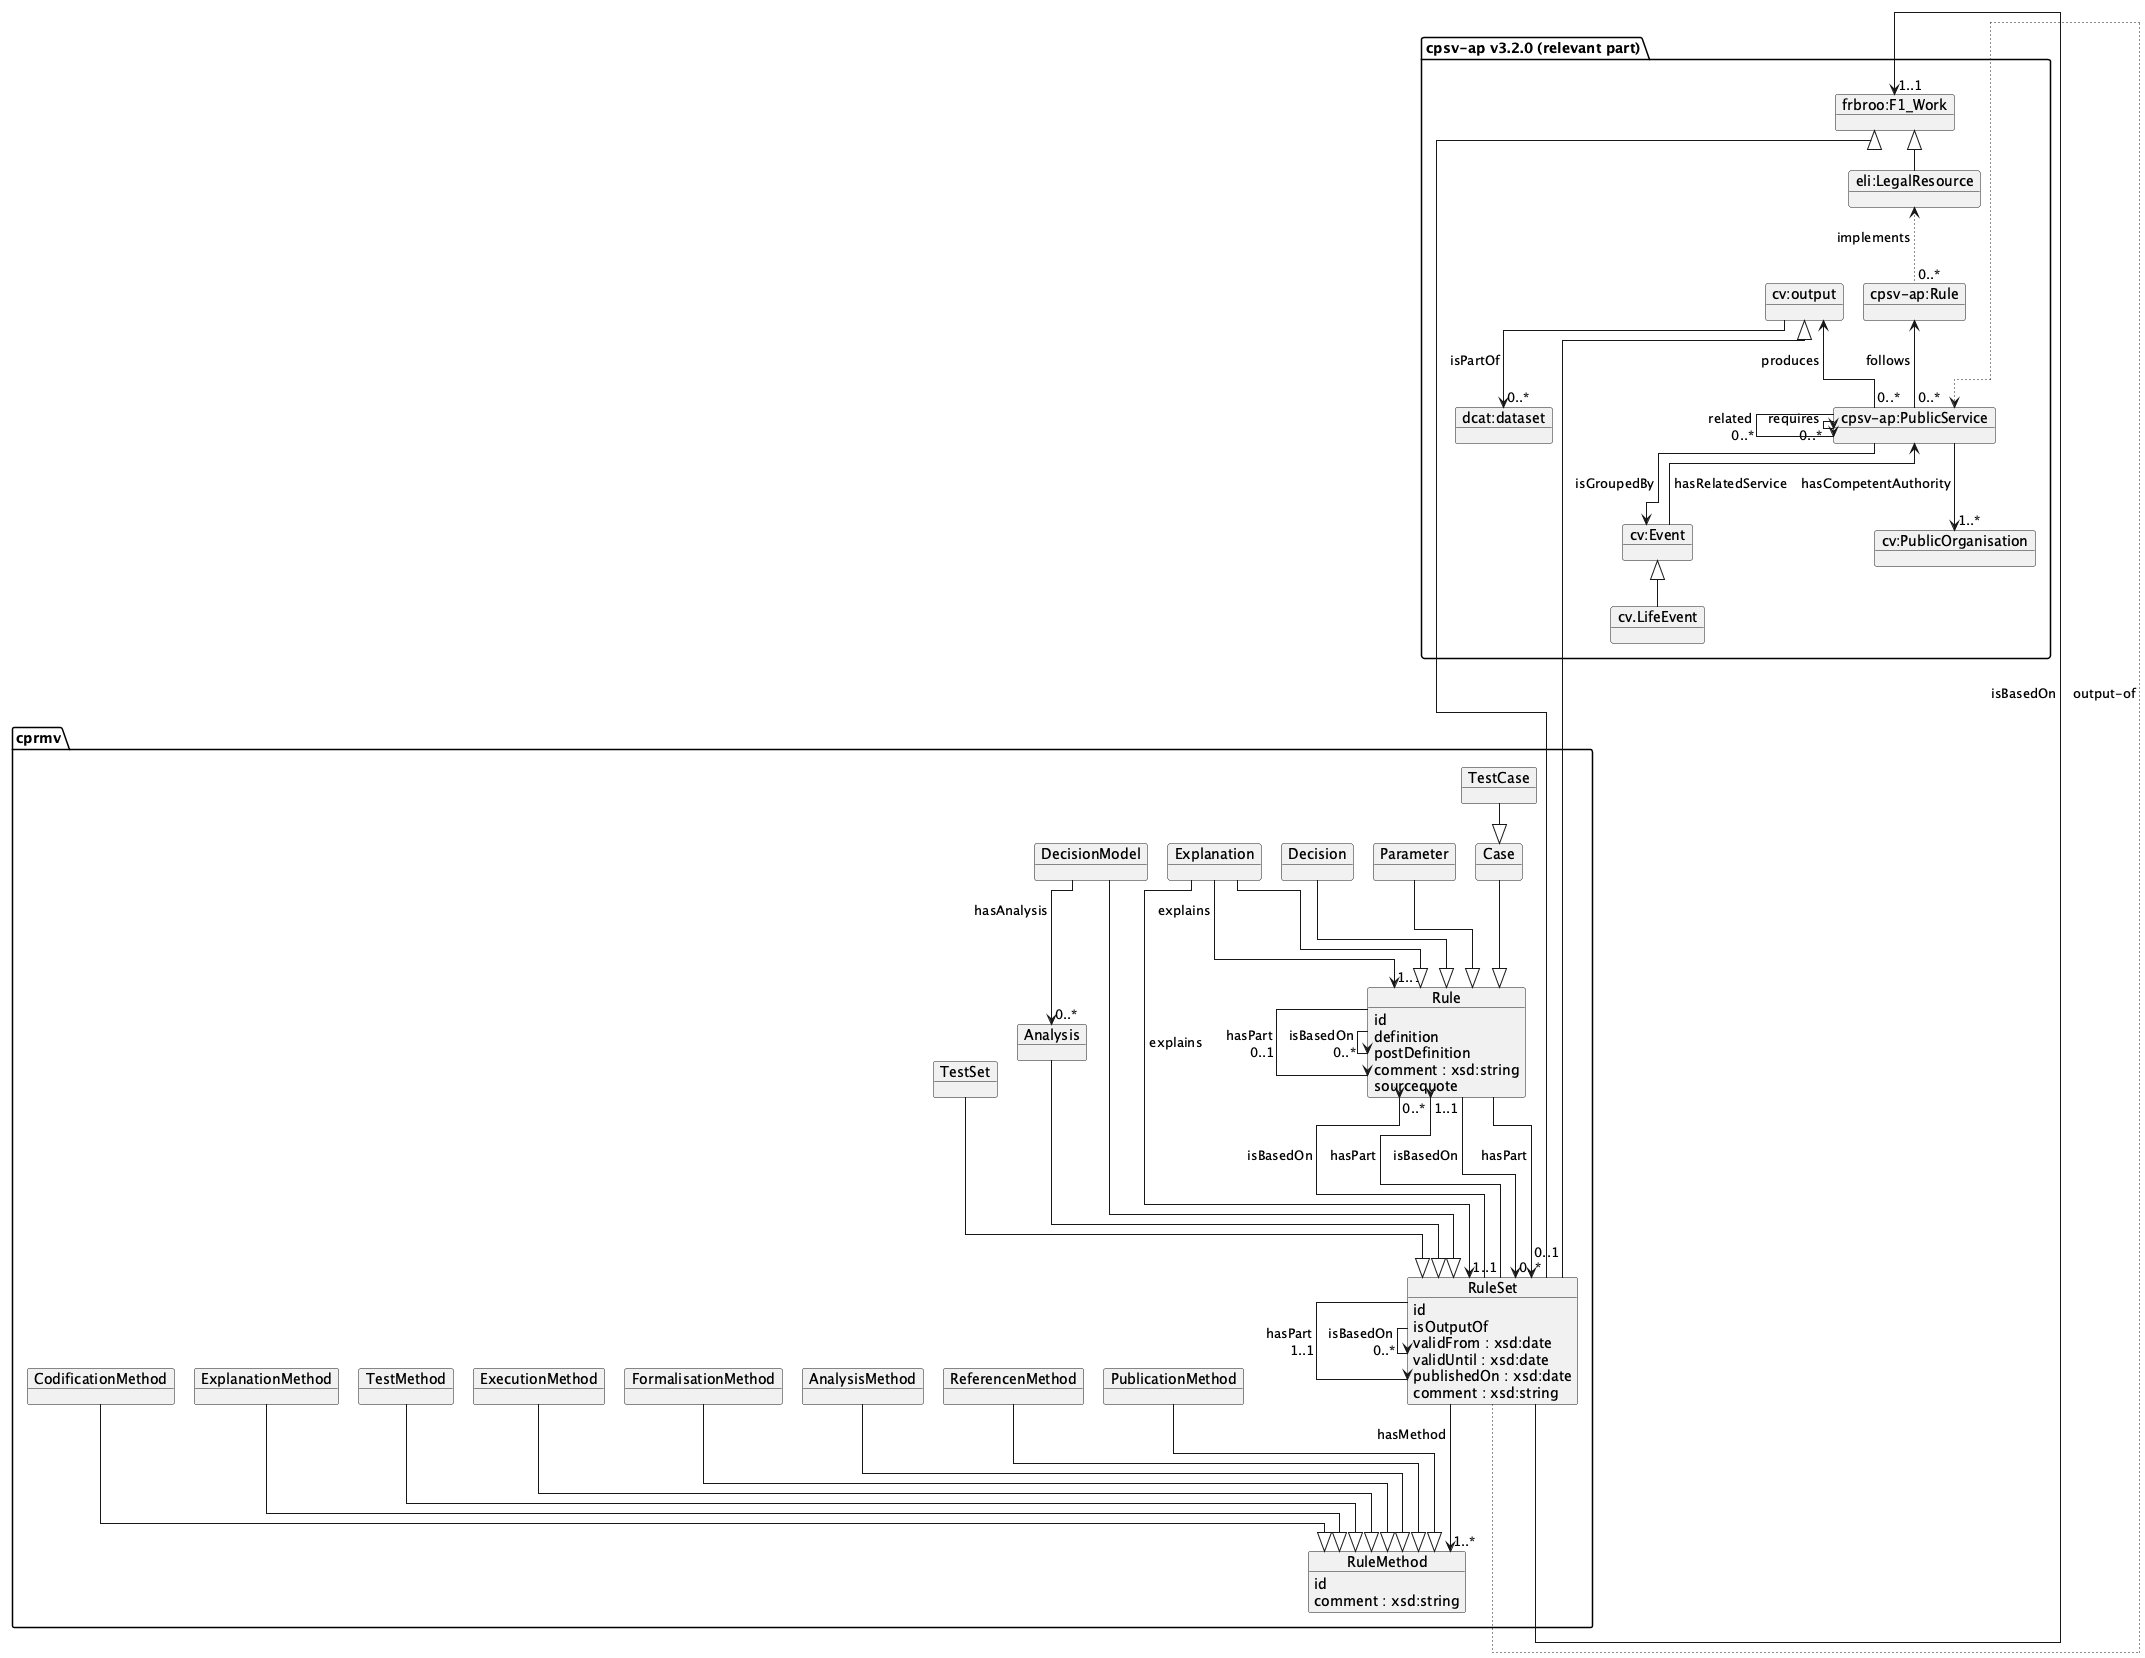 cpsv-ap v3.2.0 (relevant part)
1..1
frbroo:F1_Work
eli:LegalResource
implements
0..*
cv:output
cpsv-ap:Rule
isPartOf
produces
follows
0..*
0..*
0..*
dcat:dataset
related
0..*
requires
0..*
cpsv-ap:PublicService
isGroupedBy
hasRelatedService
hasCompetentAuthority
1..*
cv:Event
cv:PublicOrganisation
cv.LifeEvent
isBasedOn
output-of
cprmv
TestCase
DecisionModel
Explanation
Decision
Parameter
Case
hasAnalysis
explains
1..
0..*
Analysis
Rule
id
definition
postDefinition
comment : xsd:string
sourcequote
hasPart
0..1
isBasedOn
0..*
explains
TestSet
0..*
1..1
isBasedOn
hasPart
isBasedOn
hasPart
0..1
1..1
0..*
RuleSet
id
isOutputOf
validFrom : xsd:date
validUntil : xsd:date
publishedOn : xsd:date
comment : xsd:string
hasPart
1..1
isBasedOn
0..*
CodificationMethod
ExplanationMethod
TestMethod
ExecutionMethod
FormalisationMethod
AnalysisMethod
ReferencenMethod
PublicationMethod
hasMethod
1..*
RuleMethod
id
comment : xsd:string